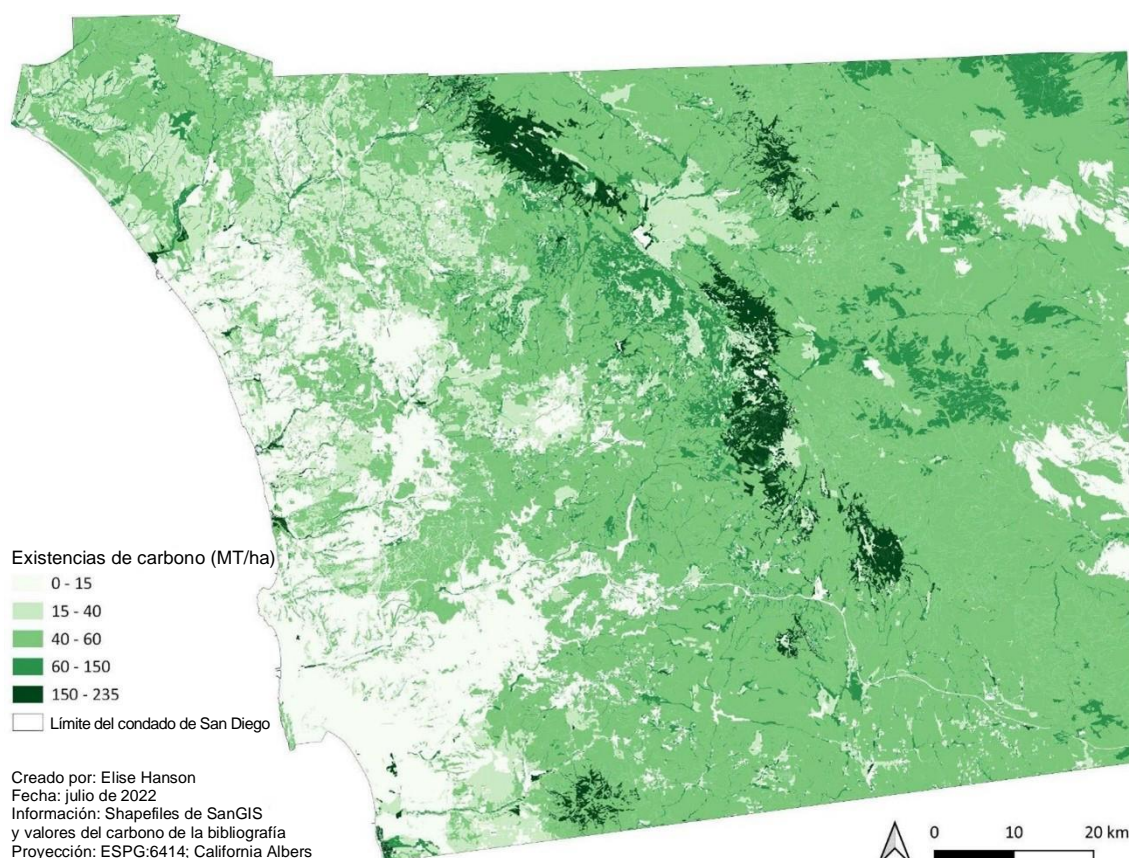 Existencias de carbono (MT/ha)
0 - 15
15 - 40
40 - 60
60 - 150
150 - 235
Límite del condado de San Diego
Creado por: Elise Hanson
Fecha: julio de 2022
Información: Shapefiles de SanGIS
y valores del carbono de la bibliografía
Proyección: ESPG:6414; California Albers
0 10 20 km